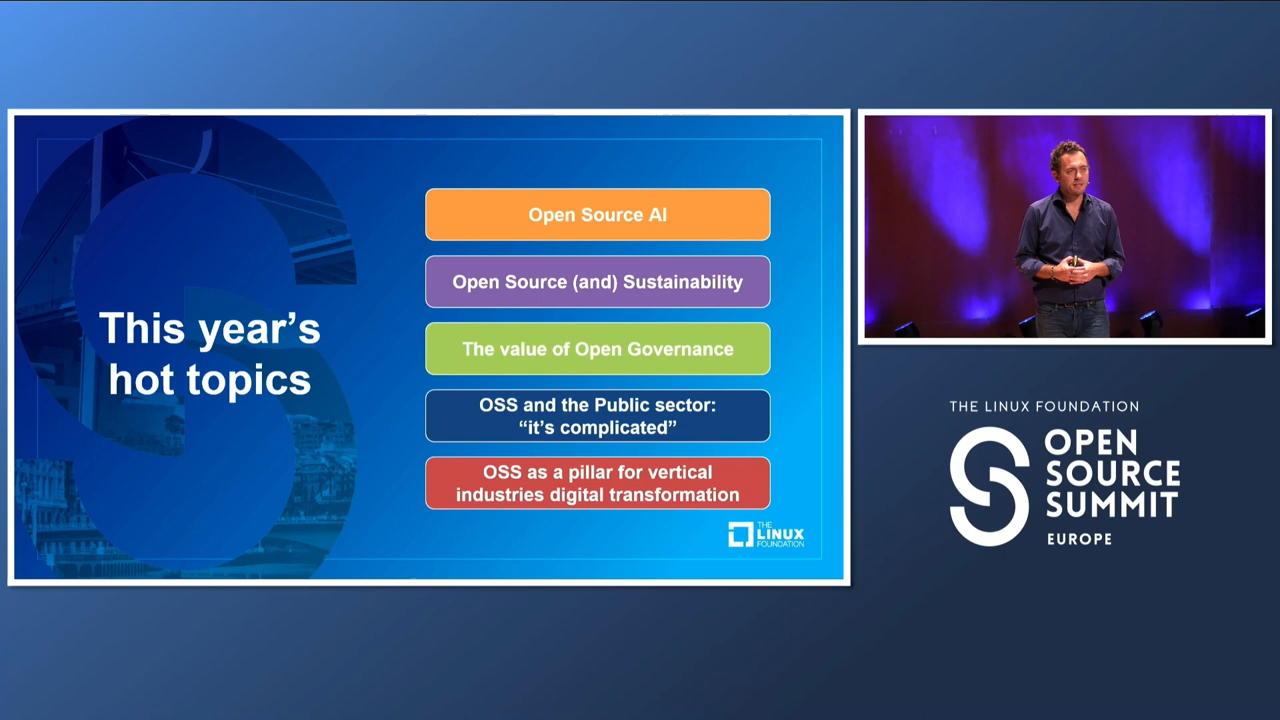 This year’s
hot topics
Open Source AI
Open Source (and) Sustainability
The value of Open Governance
OSS and the Public sector:
“it’s complicated”
OSS as a pillar for vertical
industries digital transformation
THE
LINUX
FOUNDATION
THE LINUX FOUNDATION
OPEN
SOURCE
SUMMIT
EUROPE